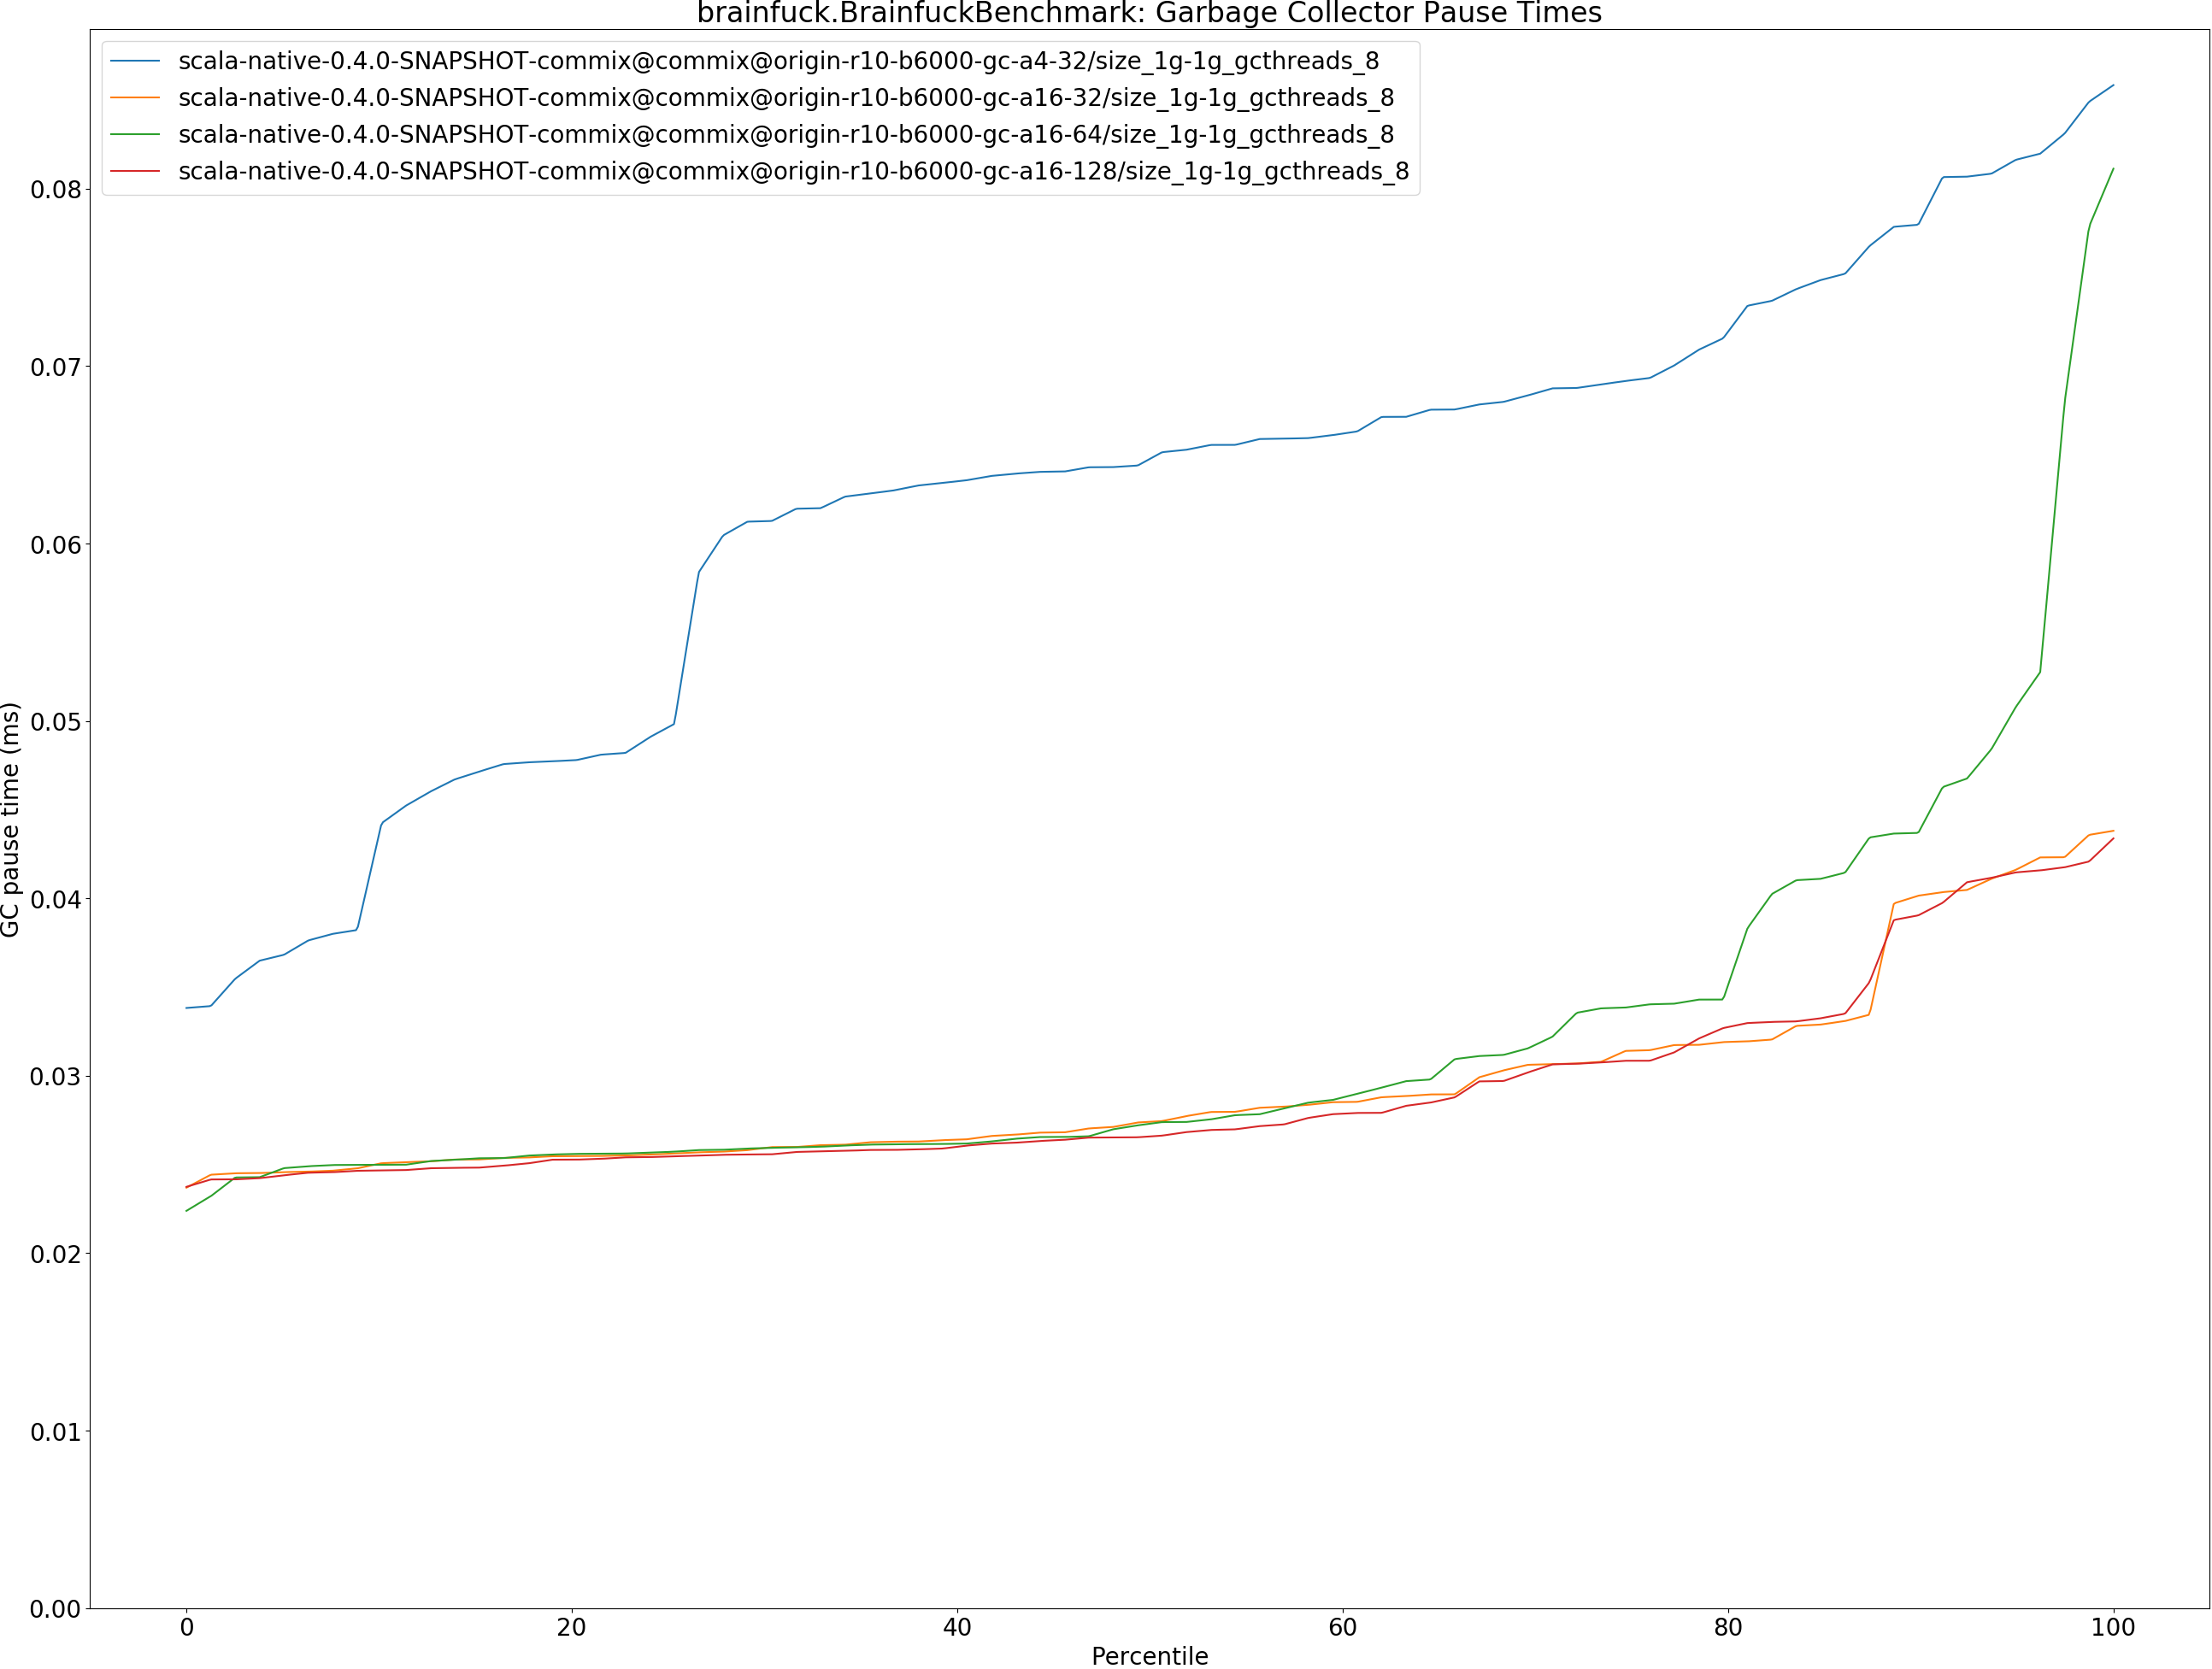 brainfuck.BrainfuckBenchmark: Garbage Collector Pause Times
scala-native-0.4.0-SNAPSHOT-commix@commix@origin-r10-b6000-gc-a4-32/size_1g-1g_gcthreads_8
scala-native-0.4.0-SNAPSHOT-commix@commix@origin-r10-b6000-gc-a16-32/size_1g-1g_gcthreads_8
scala-native-0.4.0-SNAPSHOT-commix@commix@origin-r10-b6000-gc-a16-64/size_1g-1g_gcthreads_8
scala-native-0.4.0-SNAPSHOT-commix@commix@origin-r10-b6000-gc-a16-128/size_1g-1g_gcthreads_8
GC pause time (ms)
0.08
0.07
0.06
0.05
0.04
0.03
0.02
0.01
0.00
0 20 40 60 80 100
Percentile